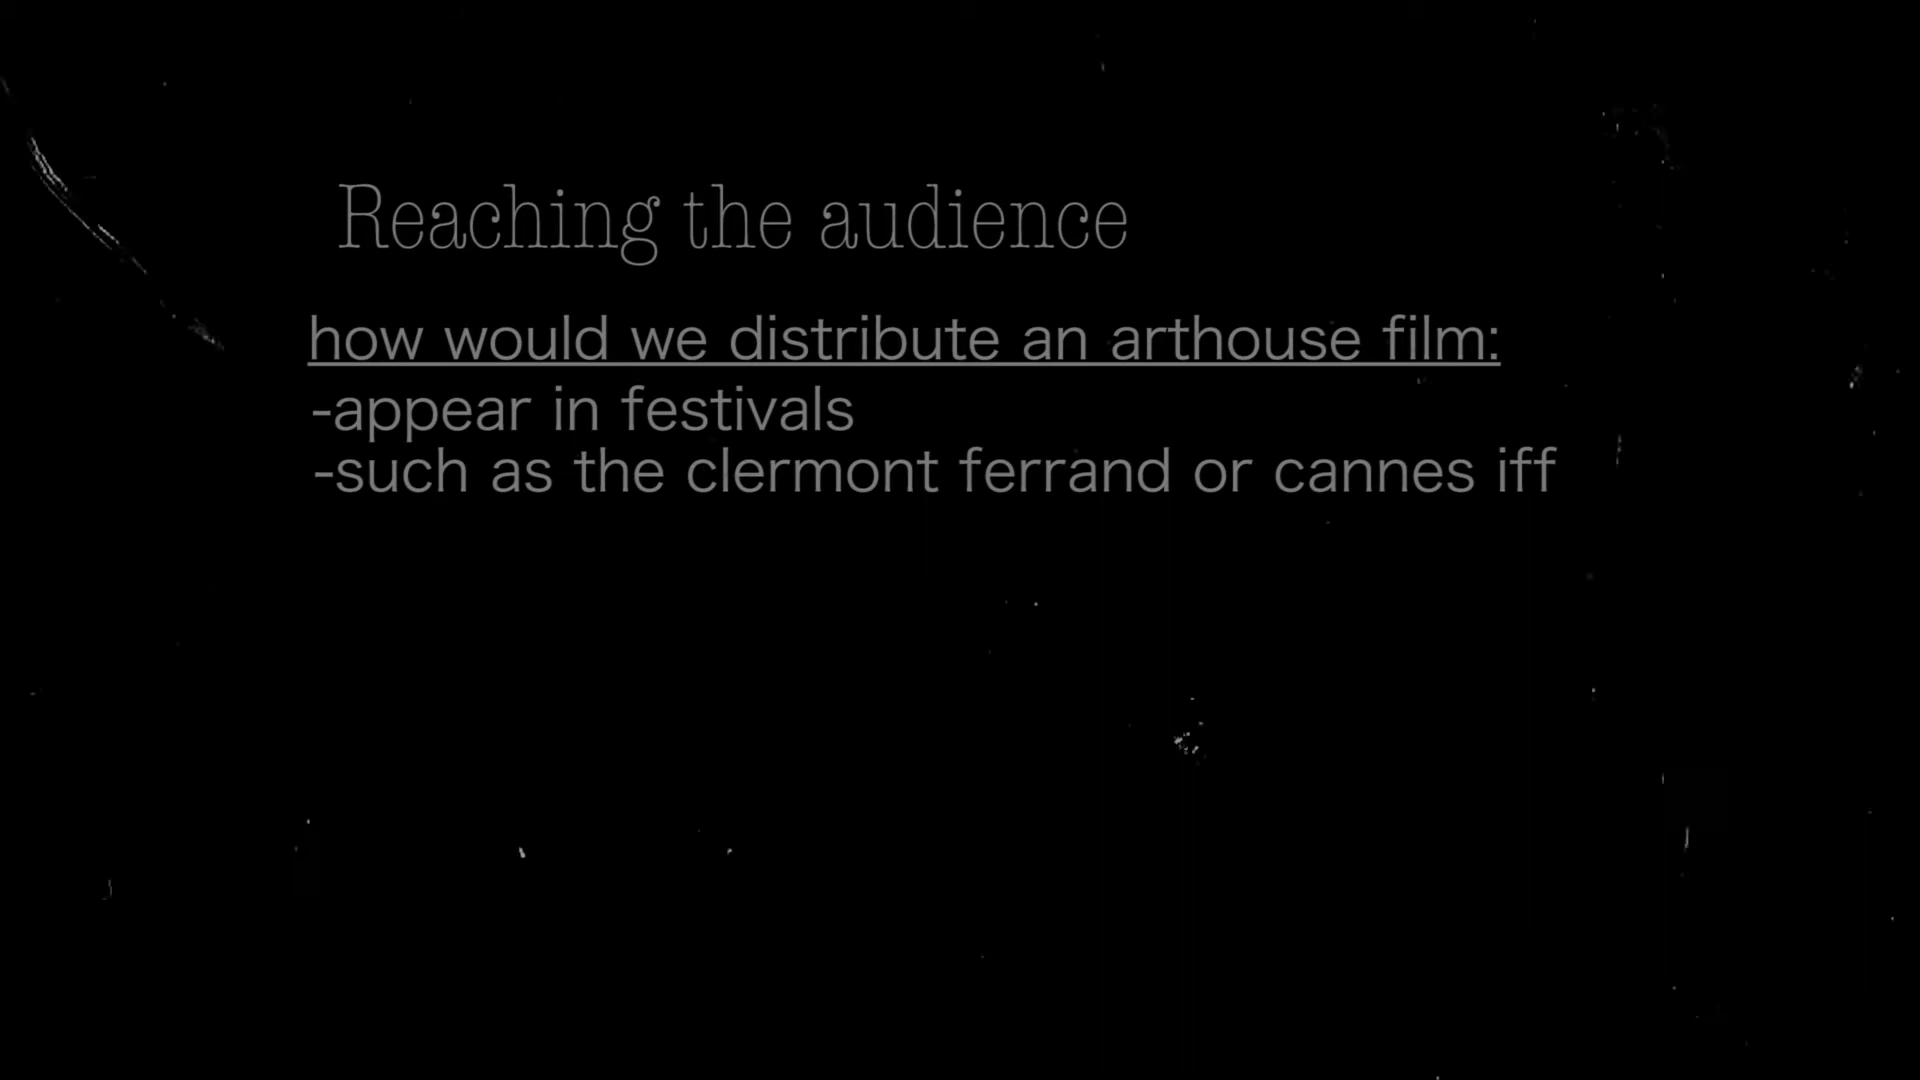 Reaching the audience
how would we distribute an arthouse film:
-appear in festivals
-such as the clermont ferrand or cannes iff